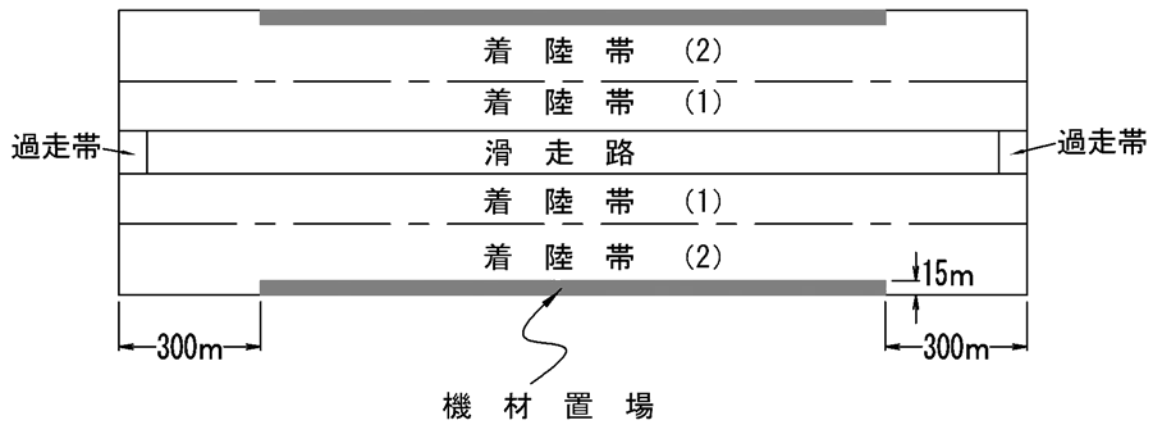 着 陸 帯 (2)
着 陸 帯 (1)
過走帯
滑 走 路
過走帯
着 陸 帯 (1)
着 陸 帯 (2)
15m
300m
300m
機 材 置 場